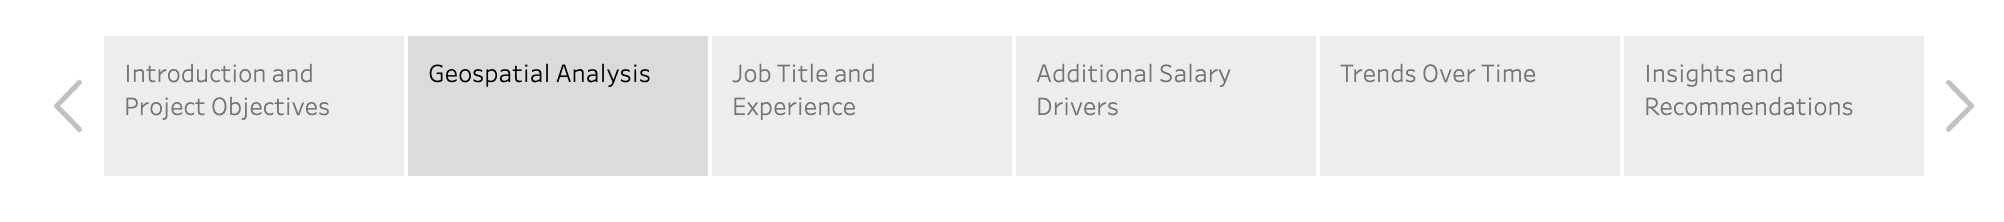 Introduction and
Project Objectives
Geospatial Analysis
Job Title and
Experience
Additional Salary
Drivers
Trends Over Time
Insights and
Recommendations